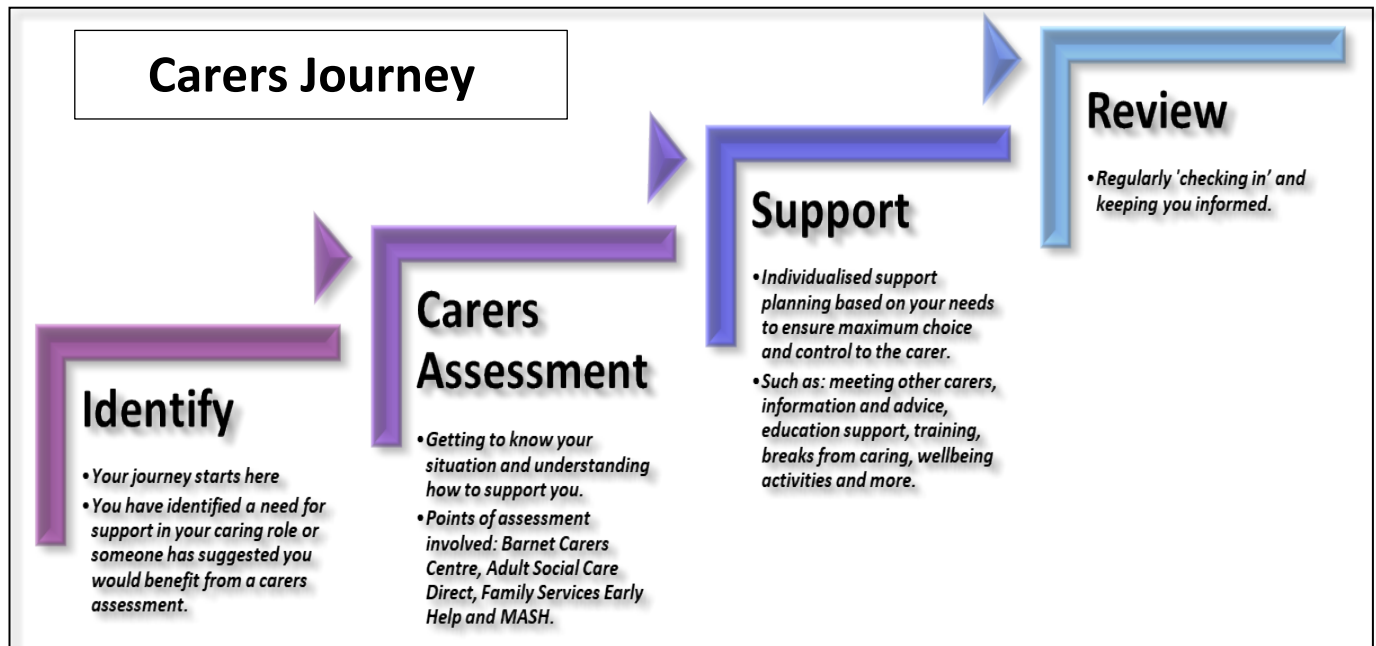 Carers Journey
Identify
•Your journey starts here
•You have identified a need for
support in your caring role or
someone has suggested you
would benefit from a carers
assessment.
Carers
Assessment
•Getting to know your
situation and understanding
how to support you.
•Points of assessment
involved: Barnet Carers
Centre, Adult Social Care
Direct, Family Services Early
Help and MASH.
Support
•Individualised support
planning based on your needs
to ensure maximum choice
and control to the carer.
•Such as: meeting other carers,
information and advice,
education support, training,
breaks from caring, wellbeing
activities and more.
Review
•Regularly 'checking in’ and
keeping you informed.